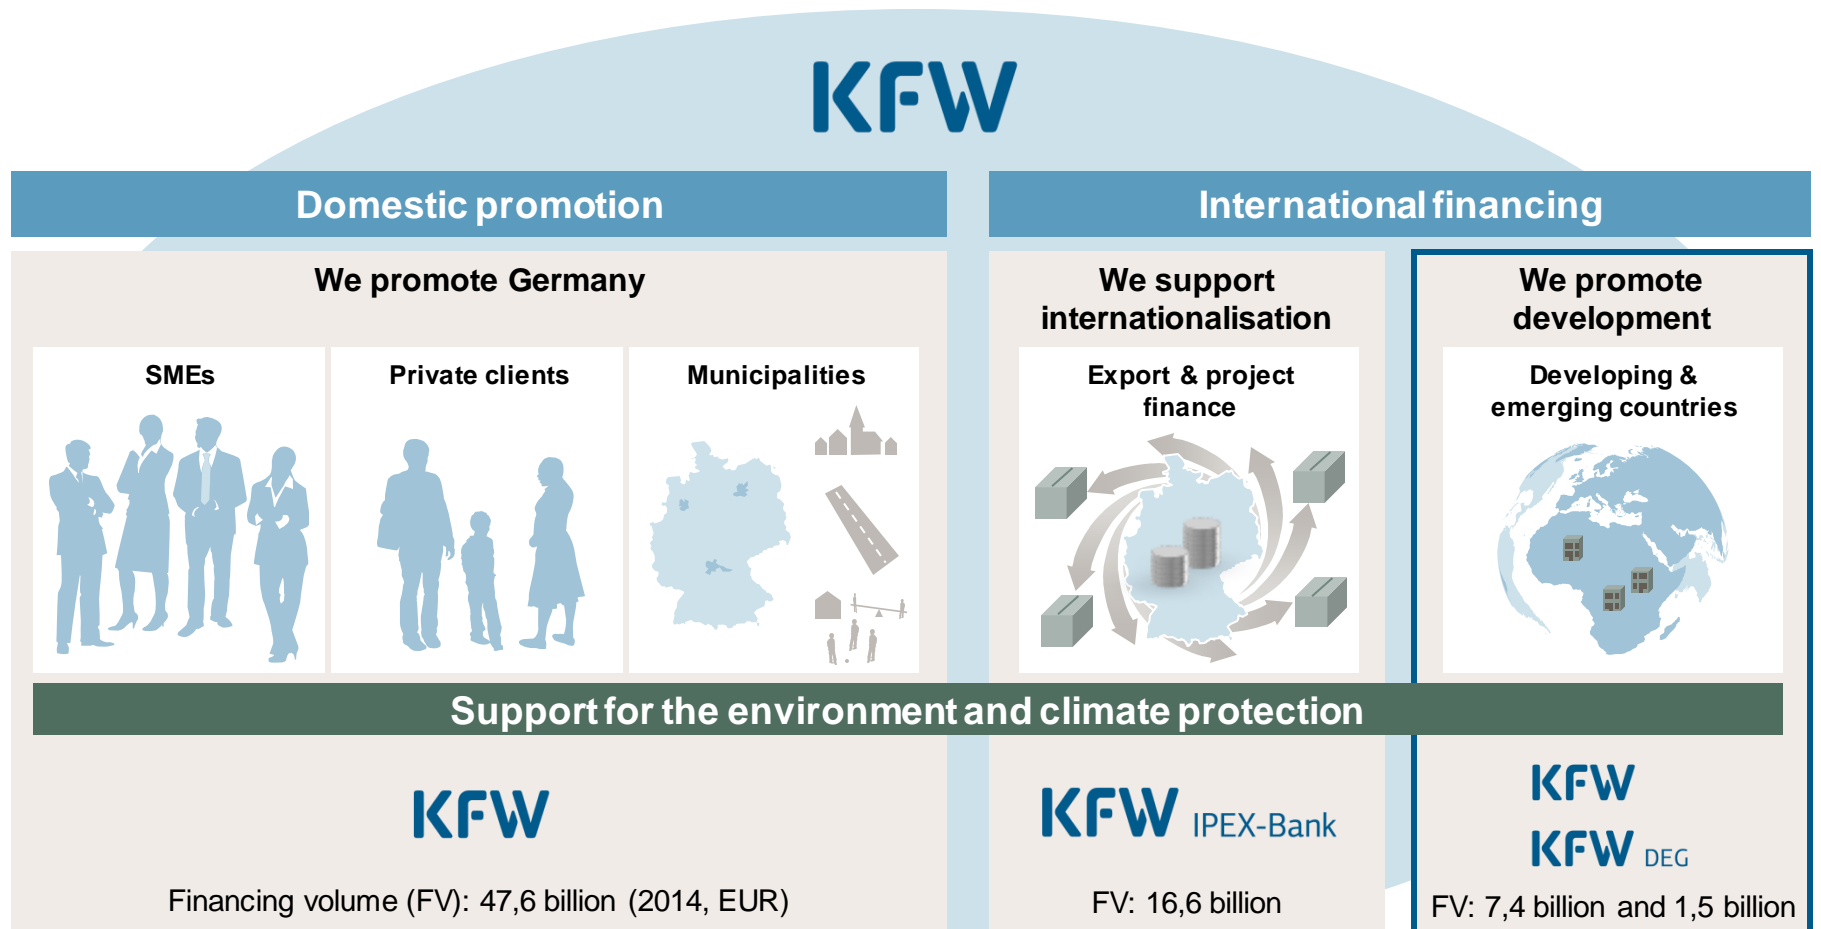 KFW
Domestic promotion
International financing
We promote Germany
SMEs
Private clients
Municipalities
We support
internationalisation
Export & project
finance
We promote
development
Developing &
emerging countries
Support for the environment and climate protection
KFW
Financing volume (FV): 47,6 billion (2014, EUR)
KFW IPEX-Bank
FV: 16,6 billion
KFW
KFW DEG
FV: 7,4 billion and 1,5 billion